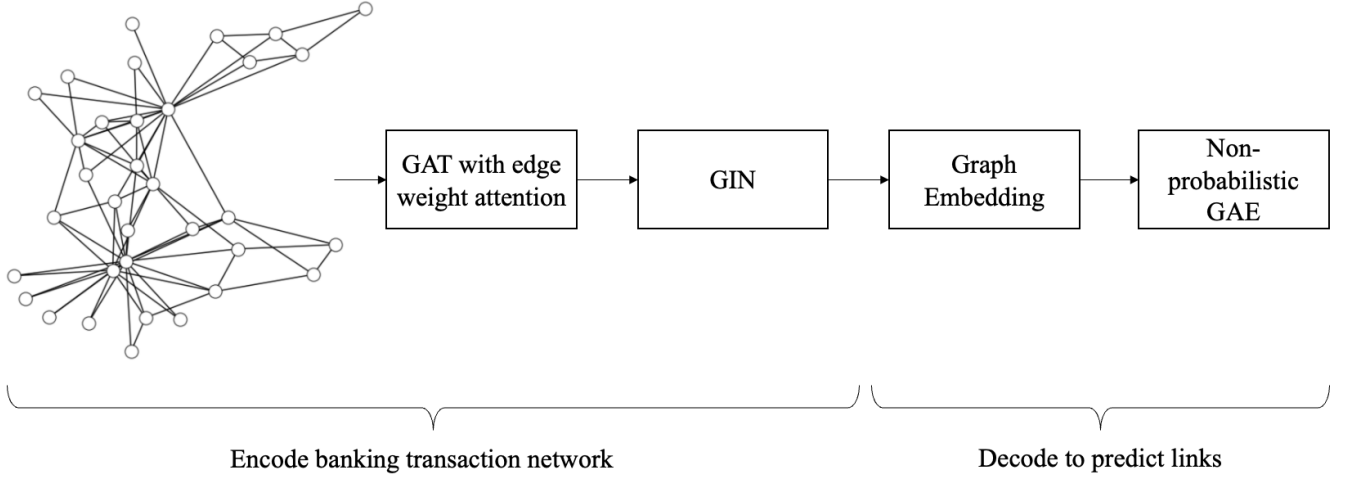 GAT with edge
weight attention
GIN
Graph
Embedding
Non-
probabilistic
GAE
Encode banking transaction network
Decode to predict links